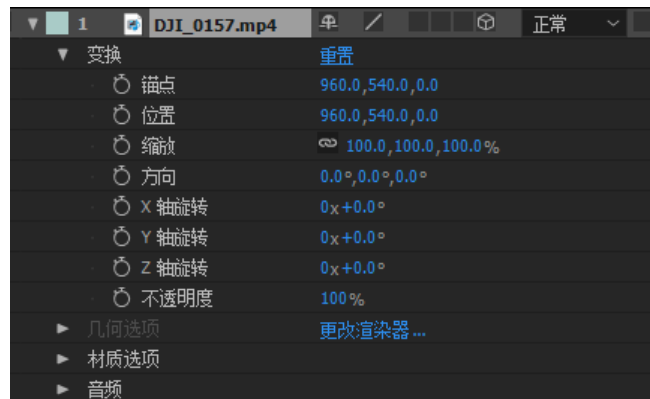 1 DJI_0157.mp4 正常
变换 重置
锚点 960.0,540.0,0.0
位置 960.0,540.0,0.0
缩放 100.0,100.0,100.0%
方向 0.0°,0.0°,0.0°
X 轴旋转 0x+0.0°
Y 轴旋转 0x+0.0°
Z 轴旋转 0x+0.0°
不透明度 100%
几何选项 更改渲染器...
材质选项
音频